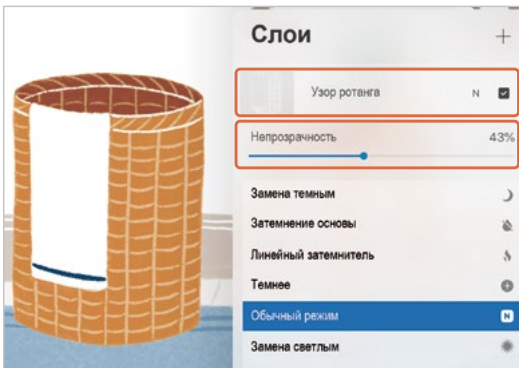 Слои
Узор ротанга N
Непрозрачность 43%
Замена темным
Затемнение основы
Линейный затемнитель
Темнее
Обычный режим N
Замена светлым